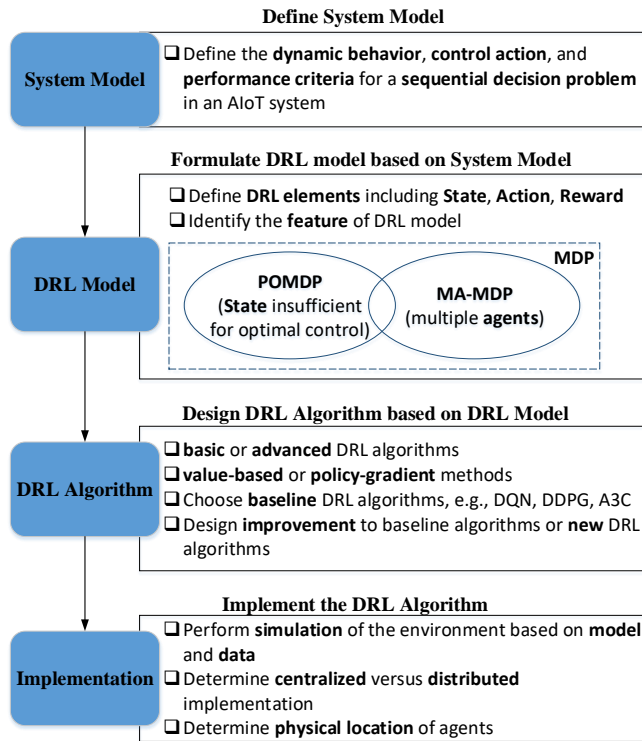 Define System Model
System Model
❑ Define the dynamic behavior, control action, and
performance criteria for a sequential decision problem
in an AIoT system
Formulate DRL model based on System Model
DRL Model
❑ Define DRL elements including State, Action, Reward
❑ Identify the feature of DRL model
MDP
POMDP
(State insufficient
for optimal control)
MA-MDP
(multiple agents)
Design DRL Algorithm based on DRL Model
DRL Algorithm
❑ basic or advanced DRL algorithms
❑ value-based or policy-gradient methods
❑ Choose baseline DRL algorithms, e.g., DQN, DDPG, A3C
❑ Design improvement to baseline algorithms or new DRL
algorithms
Implement the DRL Algorithm
Implementation
❑ Perform simulation of the environment based on model
and data
❑ Determine centralized versus distributed
implementation
❑ Determine physical location of agents